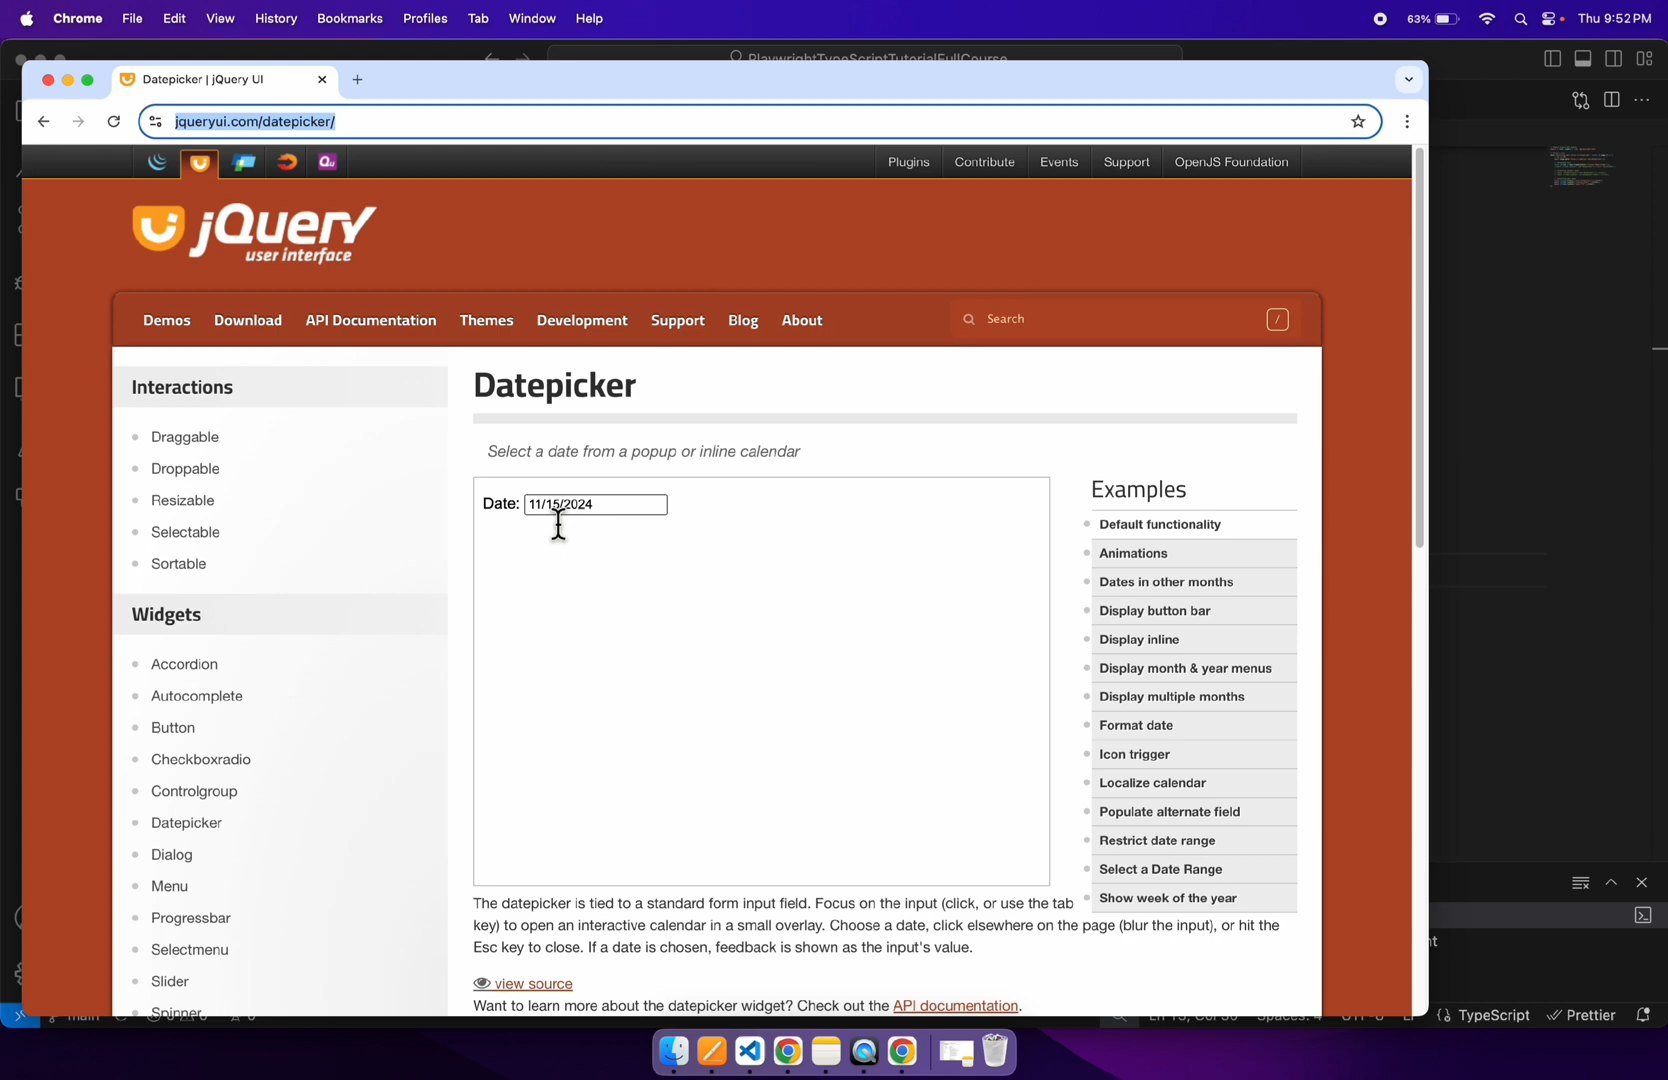 Chrome File Edit View History Bookmarks Profiles Tab Window Help 63% Thu 9:52 PM
PlaywrightTypeScriptTutorialFullCourse
Datepicker | jQuery UI
jqueryui.com/datepicker/
Qu
Plugins Contribute Events Support OpenJS Foundation
jQuery
user interface
Demos Download API Documentation Themes Development Support Blog About Search /
Interactions
Draggable
Droppable
Resizable
Selectable
Sortable
Widgets
Accordion
Autocomplete
Button
Checkboxradio
Controlgroup
Datepicker
Dialog
Menu
Progressbar
Selectmenu
Slider
Spinner
Datepicker
Select a date from a popup or inline calendar
Date: 11/15/2024
Examples
Default functionality
Animations
Dates in other months
Display button bar
Display inline
Display month & year menus
Display multiple months
Format date
Icon trigger
Localize calendar
Populate alternate field
Restrict date range
Select a Date Range
Show week of the year
The datepicker is tied to a standard form input field. Focus on the input (click, or use the tab
key) to open an interactive calendar in a small overlay. Choose a date, click elsewhere on the page (blur the input), or hit the
Esc key to close. If a date is chosen, feedback is shown as the input's value.
view source
Want to learn more about the datepicker widget? Check out the API documentation.
main
{} TypeScript Prettier